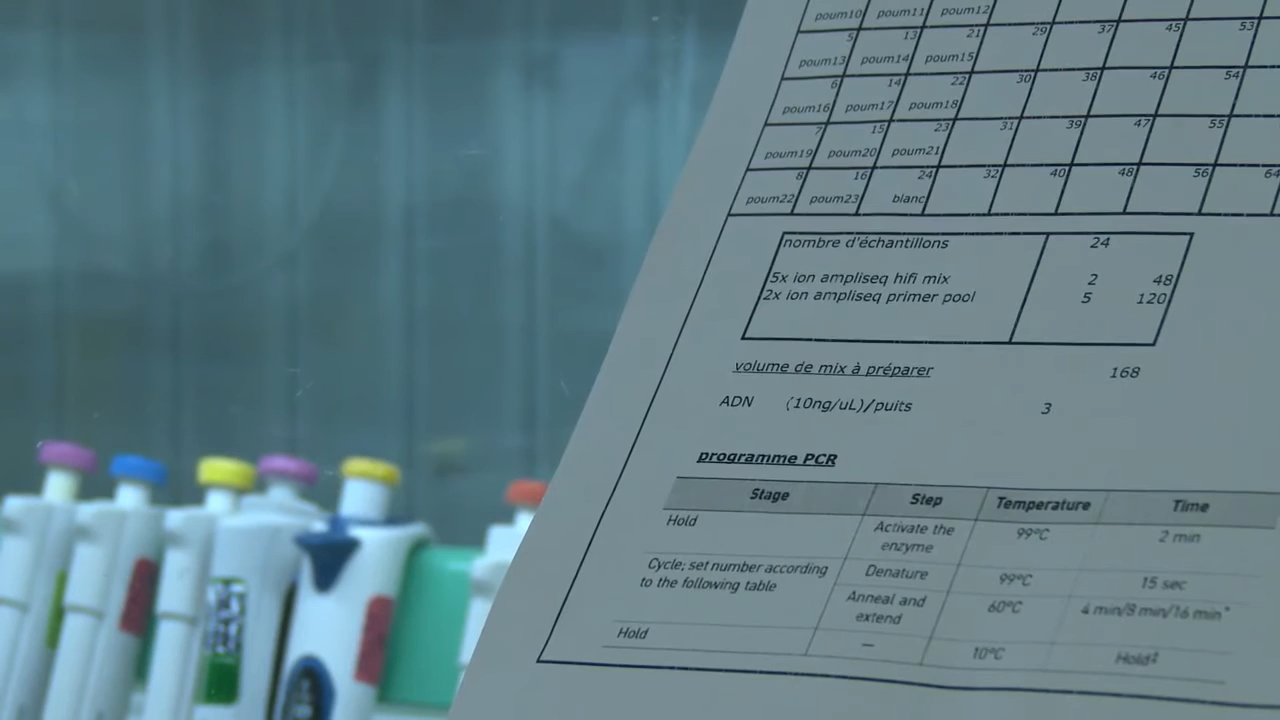 poum10 poum11 poum12
5 13 21 29 37 45 53
poum13 poum14 poum15
6 14 22 30 38 46 54
poum16 poum17 poum18
7 15 23 31 39 47 55
poum19 poum20 poum21
8 16 24 32 40 48 56 64
poum22 poum23 blanc
nombre d'échantillons 24
5x ion ampliseq hifi mix 2 48
2x ion ampliseq primer pool 5 120
volume de mix à préparer 168
ADN (10ng/uL)/puits 3
programme PCR
Stage Step Temperature Time
Hold Activate the enzyme 99°C 2 min
Cycle; set number according to the following table Denature 99°C 15 sec
Anneal and extend 60°C 4 min/8 min/16 min*
Hold — 10°C Hold‡